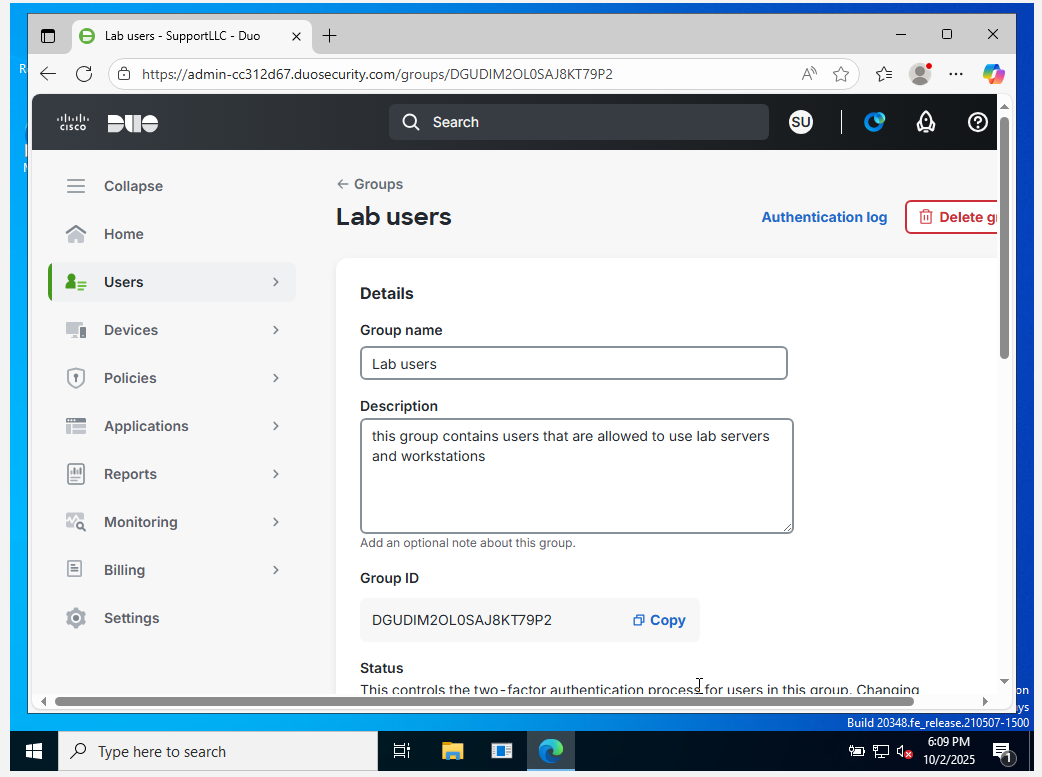 Lab users - SupportLLC - Duo
https://admin-cc312d67.duosecurity.com/groups/DGUDIM2OL0SAJ8KT79P2
CISCO DUO
Search
SU
Collapse
Home
Users
Devices
Policies
Applications
Reports
Monitoring
Billing
Settings
Groups
Lab users
Authentication log
Delete g
Details
Group name
Lab users
Description
this group contains users that are allowed to use lab servers
and workstations
Add an optional note about this group.
Group ID
DGUDIM2OL0SAJ8KT79P2
Copy
Status
This controls the two-factor authentication process for users in this group. Changing
Build 20348.fe_release.210507-1500
Type here to search
6:09 PM
10/2/2025
1